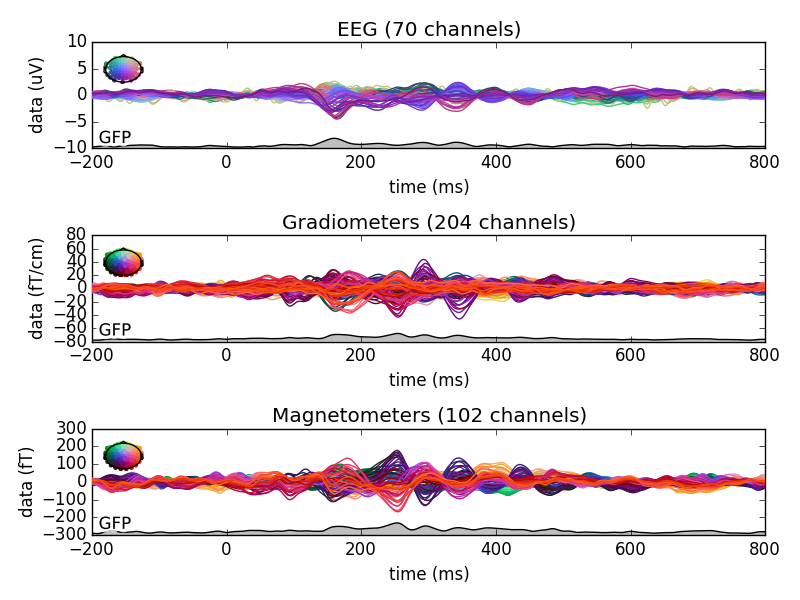 EEG (70 channels)
10
5
0
−5
−10
data (uV)
GFP
−200 0 200 400 600 800
time (ms)
Gradiometers (204 channels)
80
60
40
20
0
−20
−40
−60
−80
data (fT/cm)
GFP
−200 0 200 400 600 800
time (ms)
Magnetometers (102 channels)
300
200
100
0
−100
−200
−300
data (fT)
GFP
−200 0 200 400 600 800
time (ms)